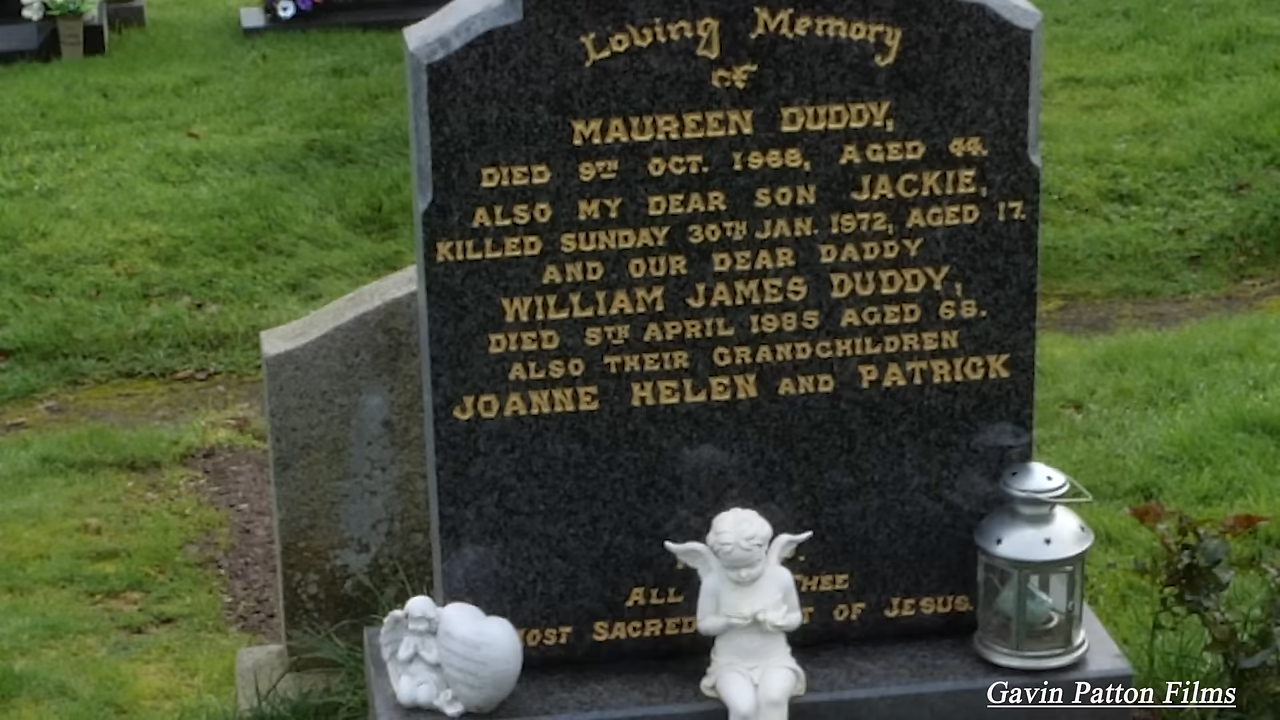 Loving Memory
of
MAUREEN DUDDY,
DIED 9TH OCT. 1968, AGED 44.
ALSO MY DEAR SON JACKIE,
KILLED SUNDAY 30TH JAN. 1972, AGED 17.
AND OUR DEAR DADDY
WILLIAM JAMES DUDDY,
DIED 5TH APRIL 1985 AGED 68.
ALSO THEIR GRANDCHILDREN
JOANNE HELEN AND PATRICK
ALL THEE
MOST SACRED OF JESUS.
Gavin Patton Films